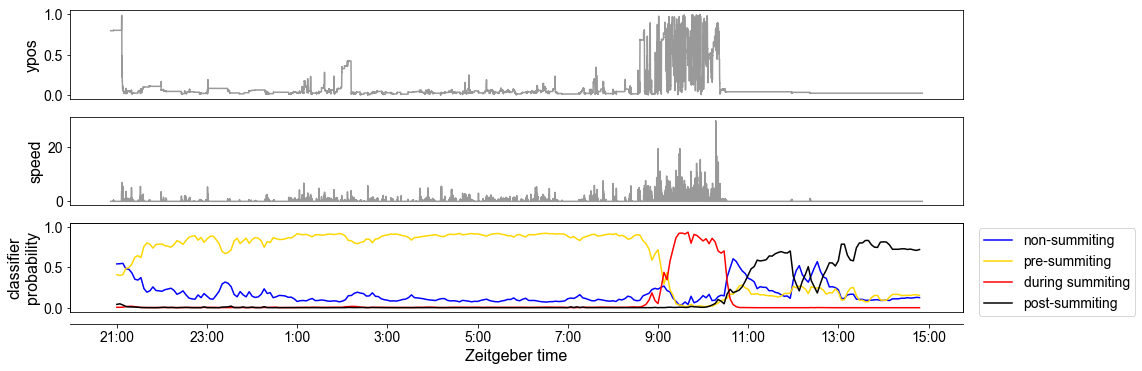 1.0
0.5
0.0
ypos
20
0
speed
1.0
0.5
0.0
classifier
probability
non-summiting
pre-summiting
during summiting
post-summiting
21:00 23:00 1:00 3:00 5:00 7:00 9:00 11:00 13:00 15:00
Zeitgeber time